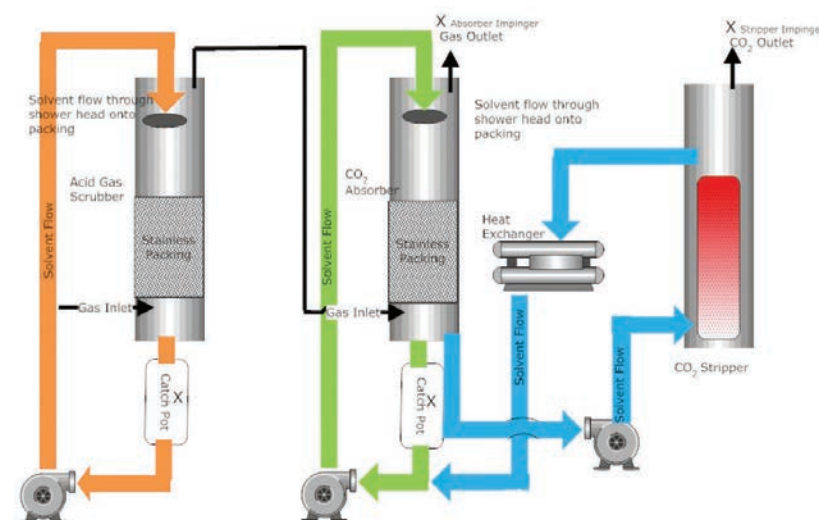 X Absorber Impinger
Gas Outlet
X Stripper Impinge
CO₂ Outlet
Solvent flow through
shower head onto
packing
Solvent flow through
shower head onto
packing
Acid Gas
Scrubber
CO₂
Absorber
Solvent Flow
Stainless
Packing
Solvent Flow
Stainless
Packing
Heat
Exchanger
Gas Inlet
Gas Inlet
Solvent Flow
Solvent Flow
CO₂ Stripper
Catch Pot
X
Catch Pot
X